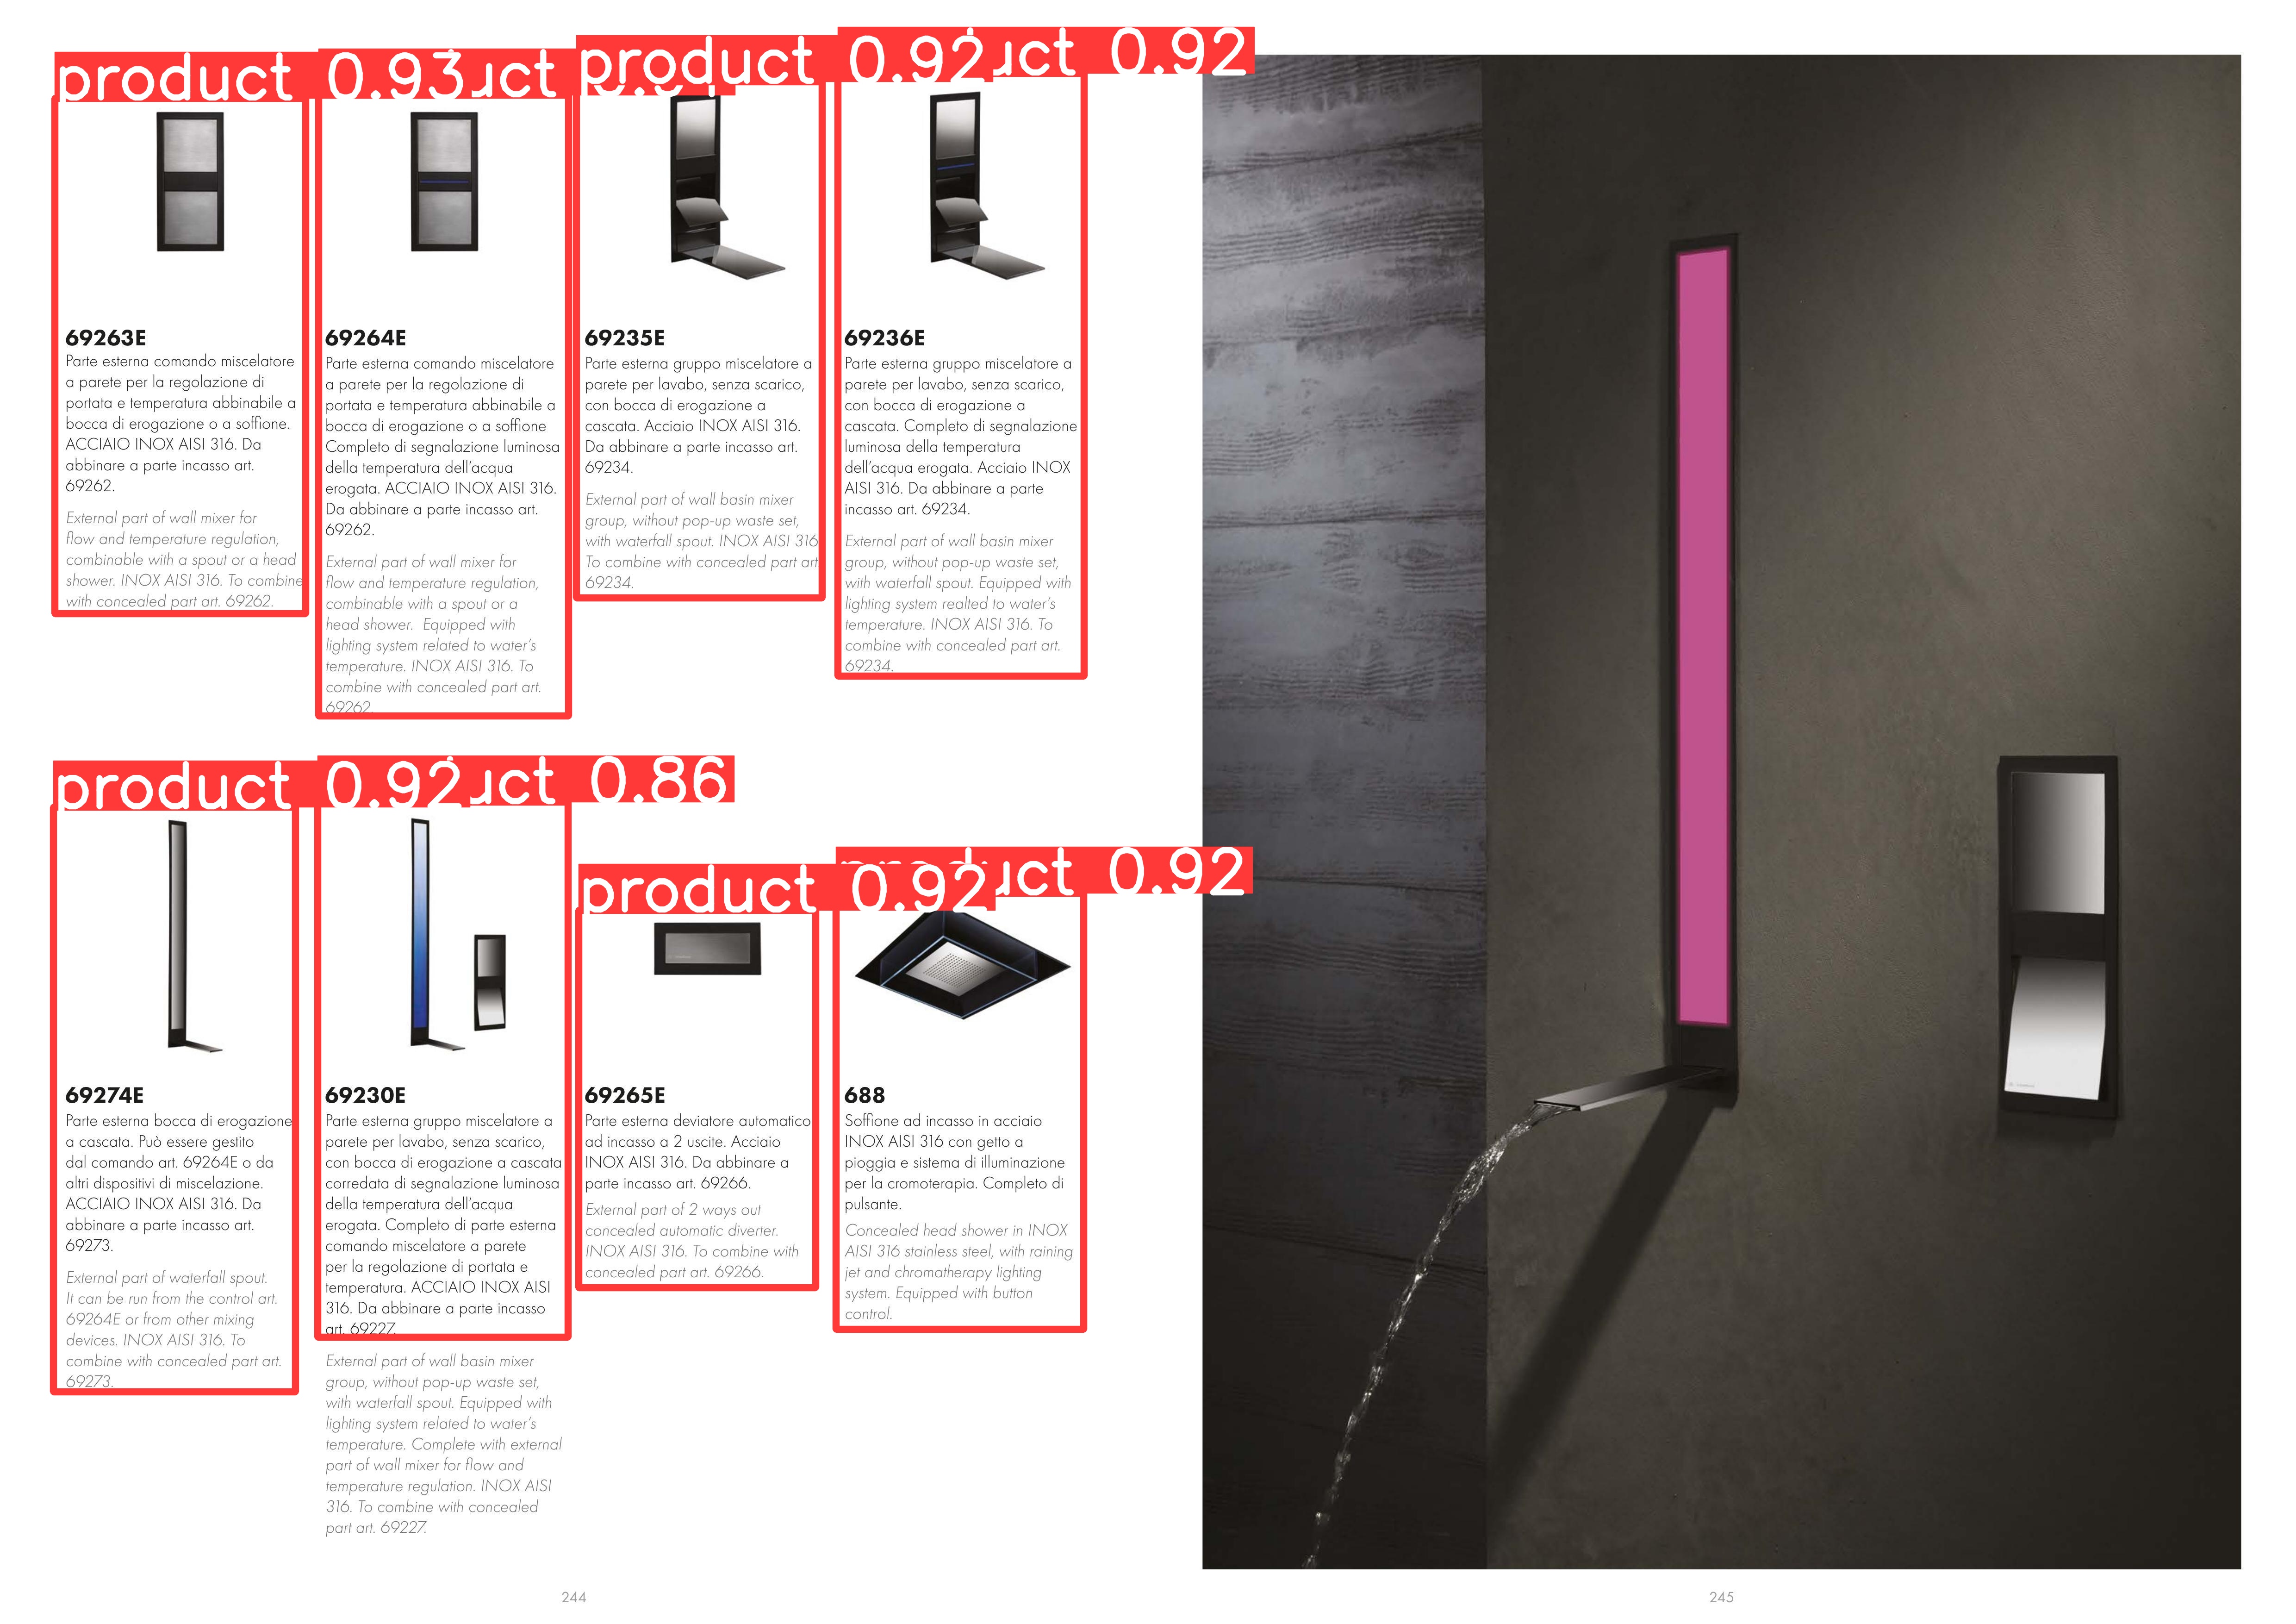 product 0.93
uct
product 0.92
uct 0.92
69263E
Parte esterna comando miscelatore
a parete per la regolazione di
portata e temperatura abbinabile a
bocca di erogazione o a soffione.
ACCIAIO INOX AISI 316. Da
abbinare a parte incasso art.
69262.
External part of wall mixer for
flow and temperature regulation,
combinable with a spout or a head
shower. INOX AISI 316. To combine
with concealed part art. 69262.
69264E
Parte esterna comando miscelatore
a parete per la regolazione di
portata e temperatura abbinabile a
bocca di erogazione o a soffione
Completo di segnalazione luminosa
della temperatura dell'acqua
erogata. ACCIAIO INOX AISI 316.
Da abbinare a parte incasso art.
69262.
External part of wall mixer for
flow and temperature regulation,
combinable with a spout or a
head shower. Equipped with
lighting system related to water's
temperature. INOX AISI 316. To
combine with concealed part art.
69262.
69235E
Parte esterna gruppo miscelatore a
parete per lavabo, senza scarico,
con bocca di erogazione a
cascata. Acciaio INOX AISI 316.
Da abbinare a parte incasso art.
69234.
External part of wall basin mixer
group, without pop-up waste set,
with waterfall spout. INOX AISI 316
To combine with concealed part art
69234.
69236E
Parte esterna gruppo miscelatore a
parete per lavabo, senza scarico,
con bocca di erogazione a
cascata. Completo di segnalazione
luminosa della temperatura
dell'acqua erogata. Acciaio INOX
AISI 316. Da abbinare a parte
incasso art. 69234.
External part of wall basin mixer
group, without pop-up waste set,
with waterfall spout. Equipped with
lighting system realted to water's
temperature. INOX AISI 316. To
combine with concealed part art.
69234.
product 0.92
uct 0.86
product 0.92
uct 0.92
69274E
Parte esterna bocca di erogazione
a cascata. Può essere gestito
dal comando art. 69264E o da
altri dispositivi di miscelazione.
ACCIAIO INOX AISI 316. Da
abbinare a parte incasso art.
69273.
External part of waterfall spout.
It can be run from the control art.
69264E or from other mixing
devices. INOX AISI 316. To
combine with concealed part art.
69273.
69230E
Parte esterna gruppo miscelatore a
parete per lavabo, senza scarico,
con bocca di erogazione a cascata
corredata di segnalazione luminosa
della temperatura dell'acqua
erogata. Completo di parte esterna
comando miscelatore a parete
per la regolazione di portata e
temperatura. ACCIAIO INOX AISI
316. Da abbinare a parte incasso
art. 69227.
External part of wall basin mixer
group, without pop-up waste set,
with waterfall spout. Equipped with
lighting system related to water's
temperature. Complete with external
part of wall mixer for flow and
temperature regulation. INOX AISI
316. To combine with concealed
part art. 69227.
69265E
Parte esterna deviatore automatico
ad incasso a 2 uscite. Acciaio
INOX AISI 316. Da abbinare a
parte incasso art. 69266.
External part of 2 ways out
concealed automatic diverter.
INOX AISI 316. To combine with
concealed part art. 69266.
688
Soffione ad incasso in acciaio
INOX AISI 316 con getto a
pioggia e sistema di illuminazione
per la cromoterapia. Completo di
pulsante.
Concealed head shower in INOX
AISI 316 stainless steel, with raining
jet and chromatherapy lighting
system. Equipped with button
control.
244
245